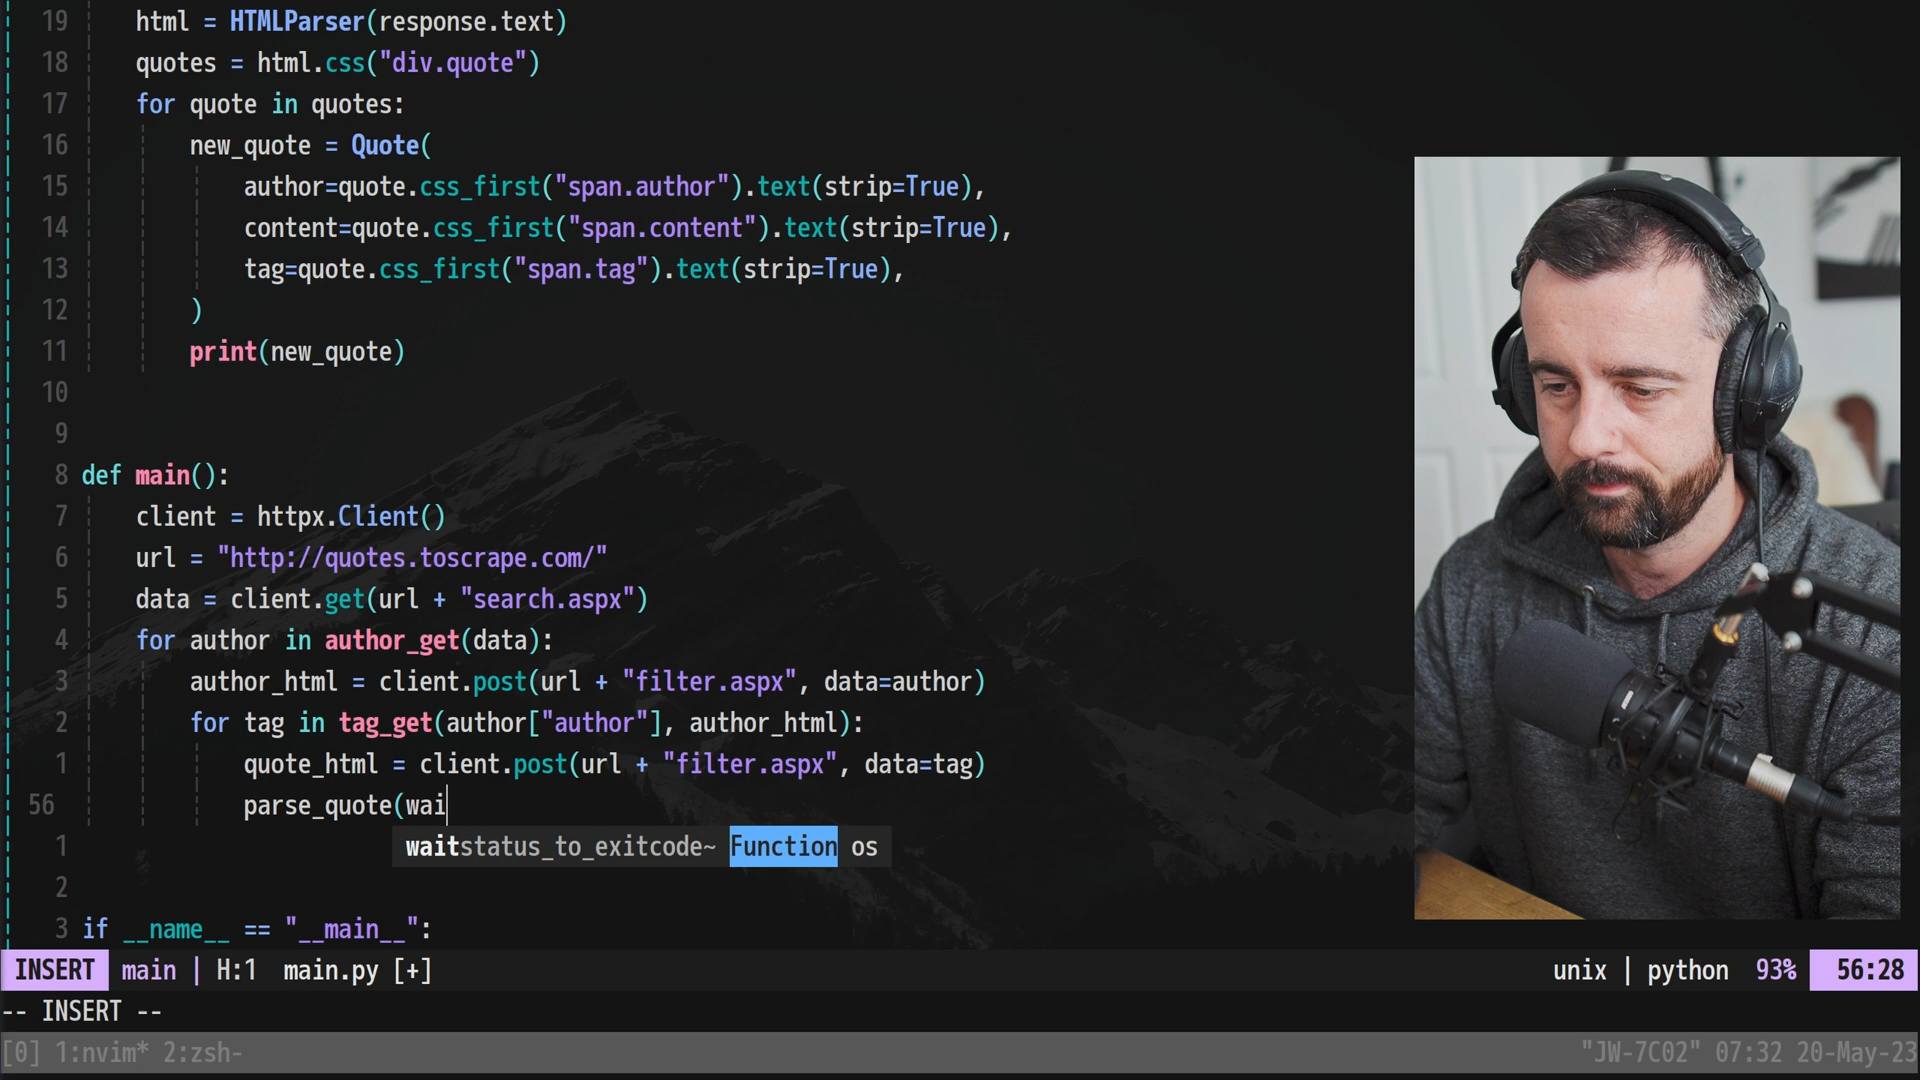 19 html = HTMLParser(response.text)
18 quotes = html.css("div.quote")
17 for quote in quotes:
16 new_quote = Quote(
15 author=quote.css_first("span.author").text(strip=True),
14 content=quote.css_first("span.content").text(strip=True),
13 tag=quote.css_first("span.tag").text(strip=True),
12 )
11 print(new_quote)
10
9
8 def main():
7 client = httpx.Client()
6 url = "http://quotes.toscrape.com/"
5 data = client.get(url + "search.aspx")
4 for author in author_get(data):
3 author_html = client.post(url + "filter.aspx", data=author)
2 for tag in tag_get(author["author"], author_html):
1 quote_html = client.post(url + "filter.aspx", data=tag)
56 parse_quote(wai
1 waitstatus_to_exitcode~ Function os
2
3 if __name__ == "__main__":
INSERT main | H:1 main.py [+] unix | python 93% 56:28
-- INSERT --
[0] 1:nvim* 2:zsh- "JW-7C02" 07:32 20-May-23